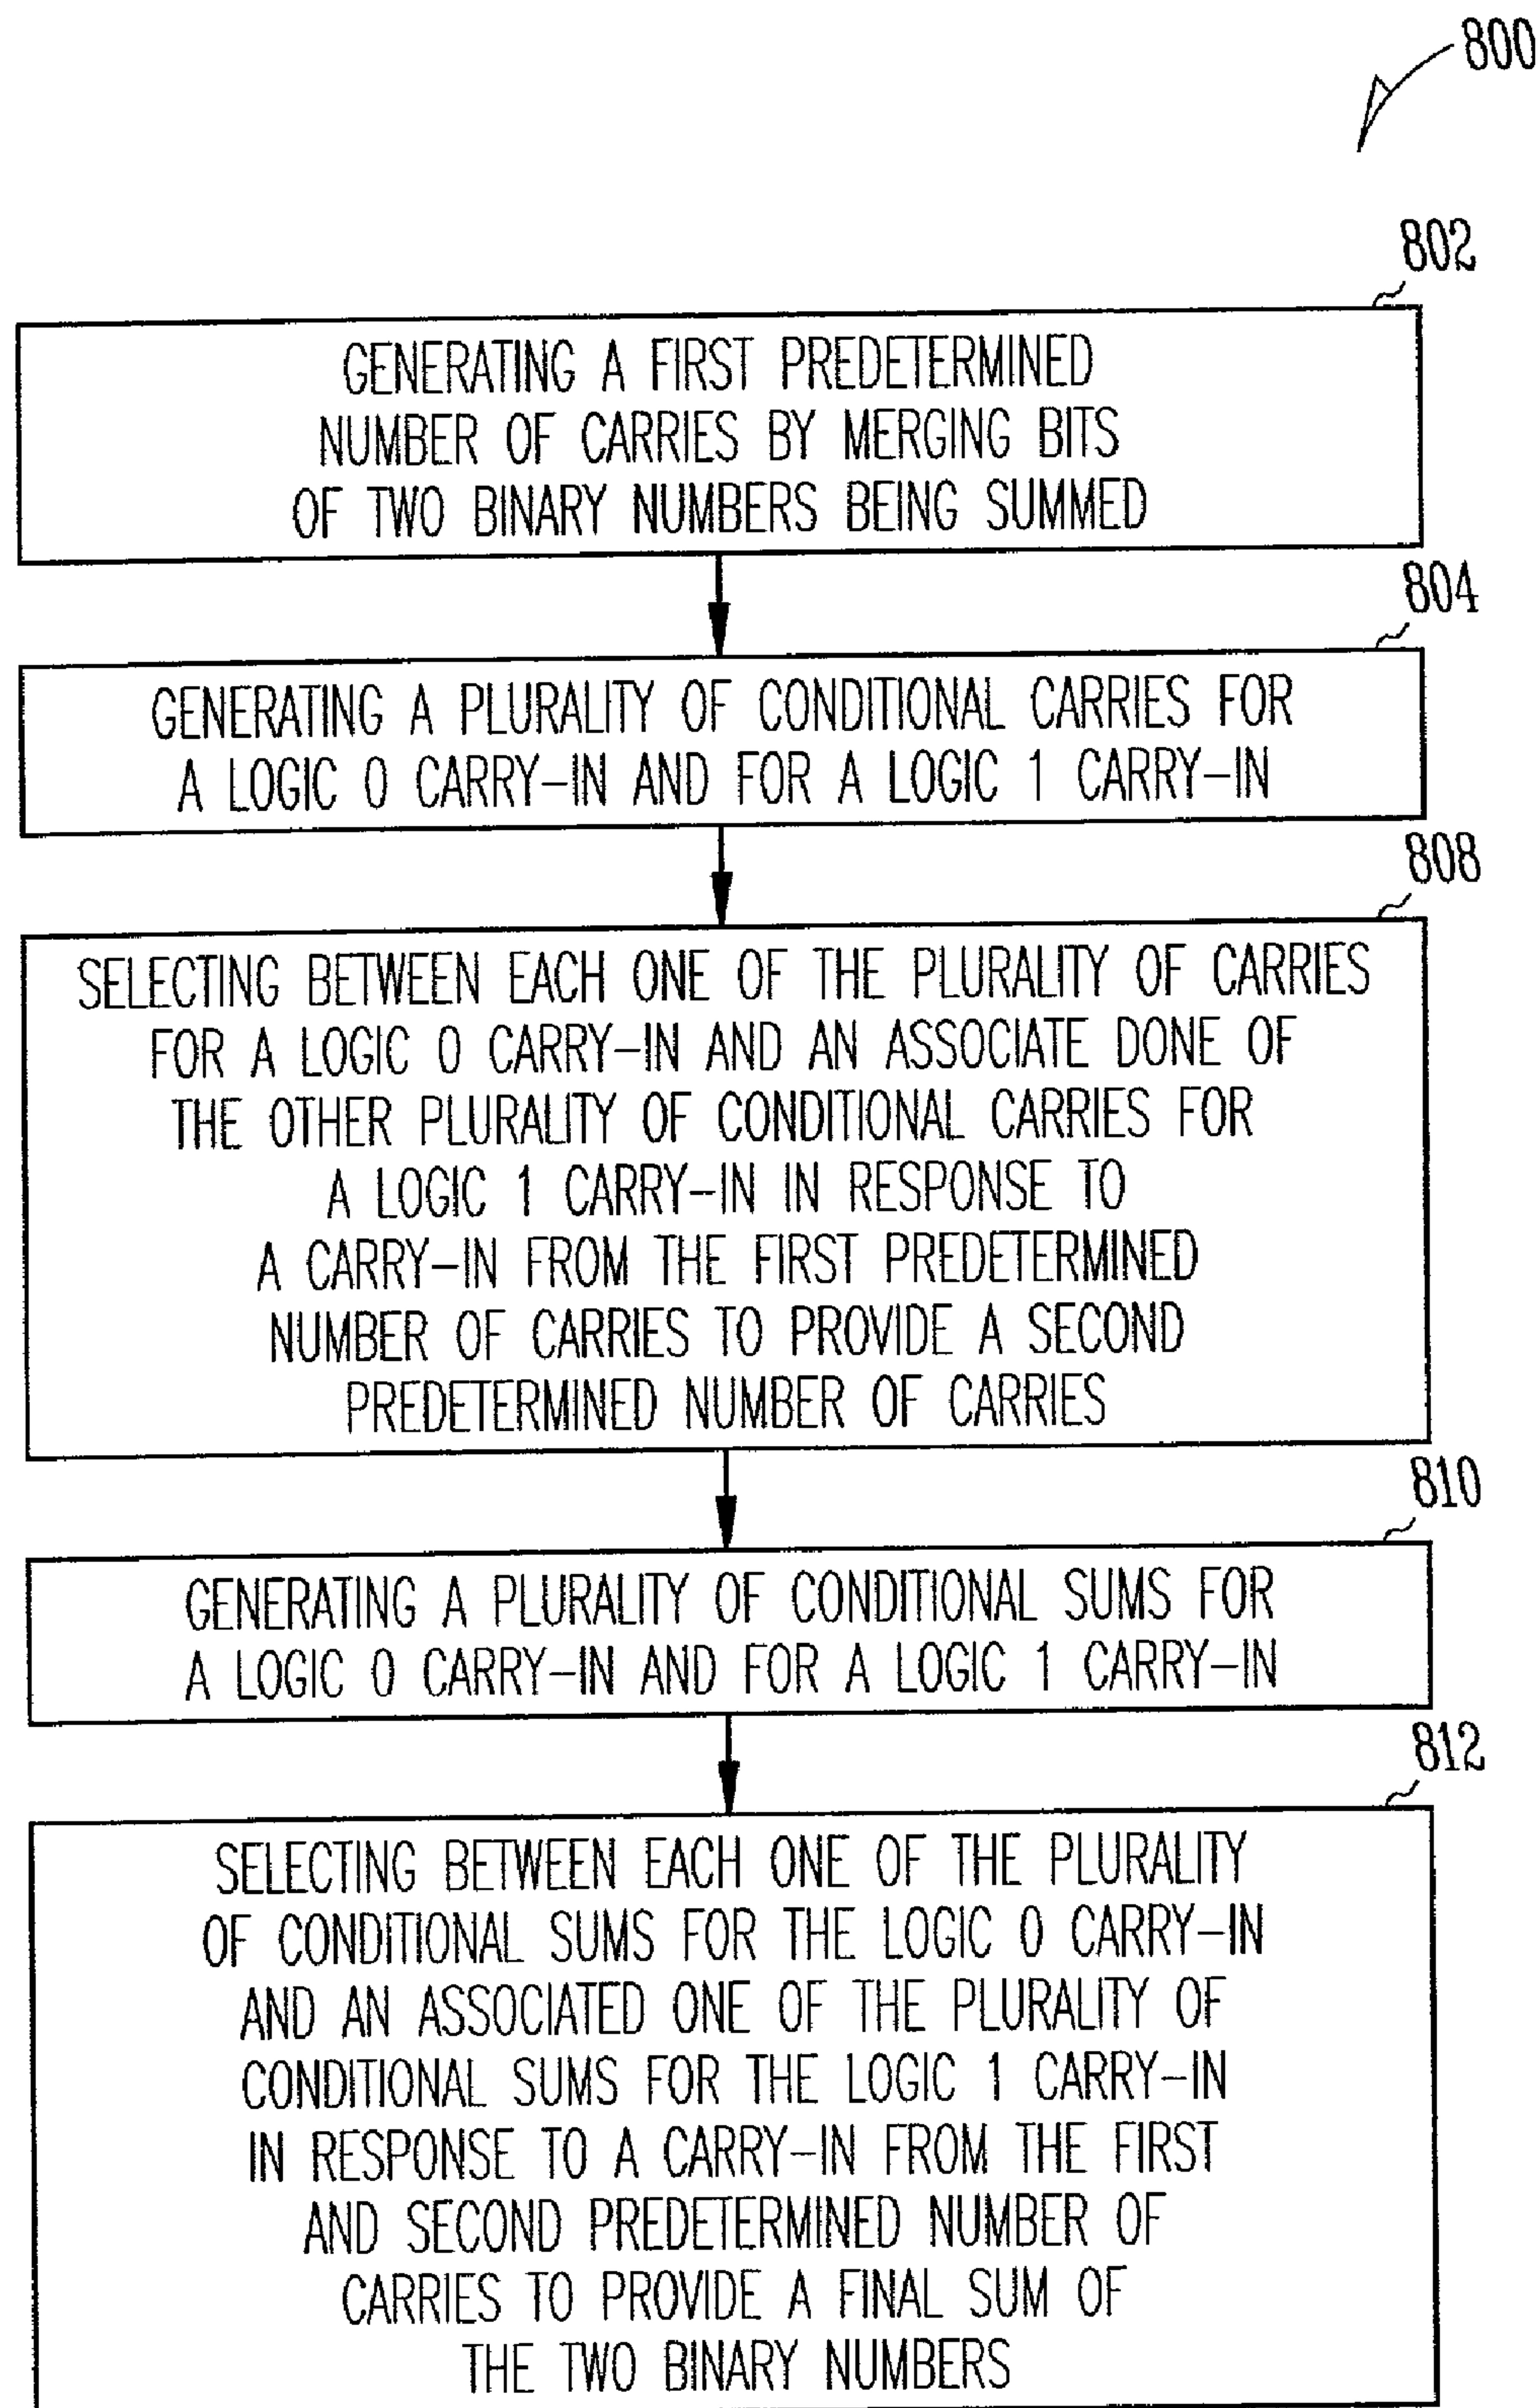 800
802
GENERATING A FIRST PREDETERMINED
NUMBER OF CARRIES BY MERGING BITS
OF TWO BINARY NUMBERS BEING SUMMED
804
GENERATING A PLURALITY OF CONDITIONAL CARRIES FOR
A LOGIC 0 CARRY-IN AND FOR A LOGIC 1 CARRY-IN
808
SELECTING BETWEEN EACH ONE OF THE PLURALITY OF CARRIES
FOR A LOGIC 0 CARRY-IN AND AN ASSOCIATE DONE OF
THE OTHER PLURALITY OF CONDITIONAL CARRIES FOR
A LOGIC 1 CARRY-IN IN RESPONSE TO
A CARRY-IN FROM THE FIRST PREDETERMINED
NUMBER OF CARRIES TO PROVIDE A SECOND
PREDETERMINED NUMBER OF CARRIES
810
GENERATING A PLURALITY OF CONDITIONAL SUMS FOR
A LOGIC 0 CARRY-IN AND FOR A LOGIC 1 CARRY-IN
812
SELECTING BETWEEN EACH ONE OF THE PLURALITY
OF CONDITIONAL SUMS FOR THE LOGIC 0 CARRY-IN
AND AN ASSOCIATED ONE OF THE PLURALITY OF
CONDITIONAL SUMS FOR THE LOGIC 1 CARRY-IN
IN RESPONSE TO A CARRY-IN FROM THE FIRST
AND SECOND PREDETERMINED NUMBER OF
CARRIES TO PROVIDE A FINAL SUM OF
THE TWO BINARY NUMBERS